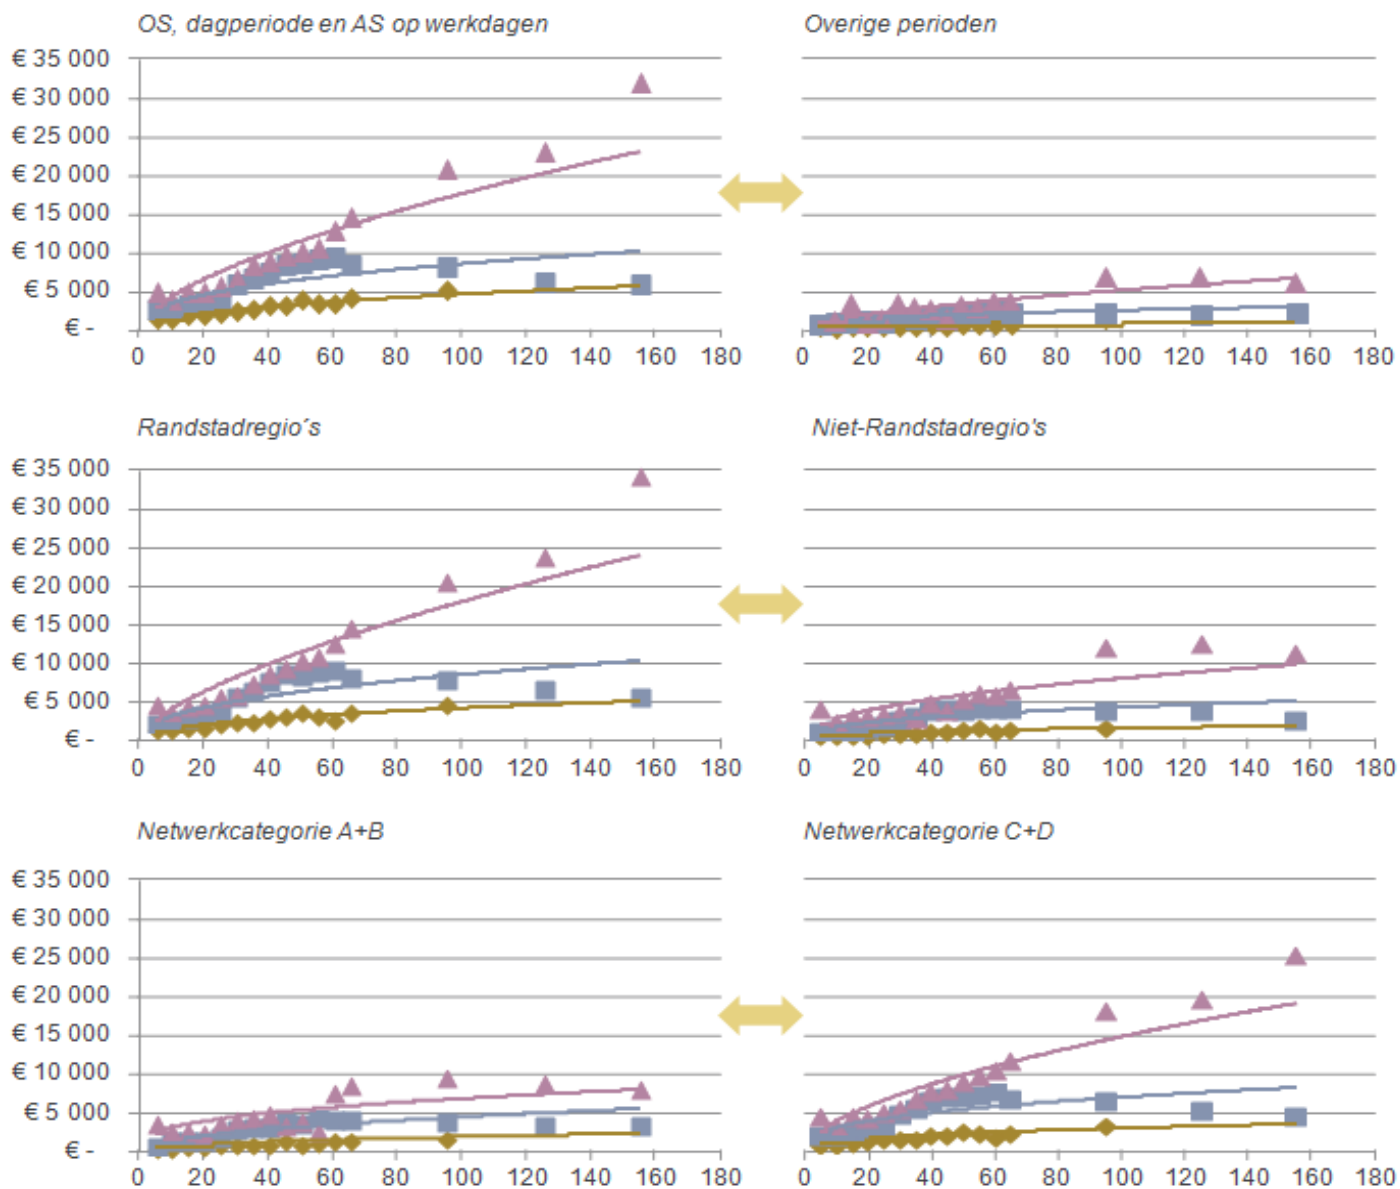 OS, dagperiode en AS op werkdagen
Overige perioden
€ 35 000
€ 30 000
€ 25 000
€ 20 000
€ 15 000
€ 10 000
€ 5 000
€ -
0 20 40 60 80 100 120 140 160 180
0 20 40 60 80 100 120 140 160 180
Randstadregio´s
Niet-Randstadregio's
€ 35 000
€ 30 000
€ 25 000
€ 20 000
€ 15 000
€ 10 000
€ 5 000
€ -
0 20 40 60 80 100 120 140 160 180
0 20 40 60 80 100 120 140 160 180
Netwerkcategorie A+B
Netwerkcategorie C+D
€ 35 000
€ 30 000
€ 25 000
€ 20 000
€ 15 000
€ 10 000
€ 5 000
€ -
0 20 40 60 80 100 120 140 160 180
0 20 40 60 80 100 120 140 160 180